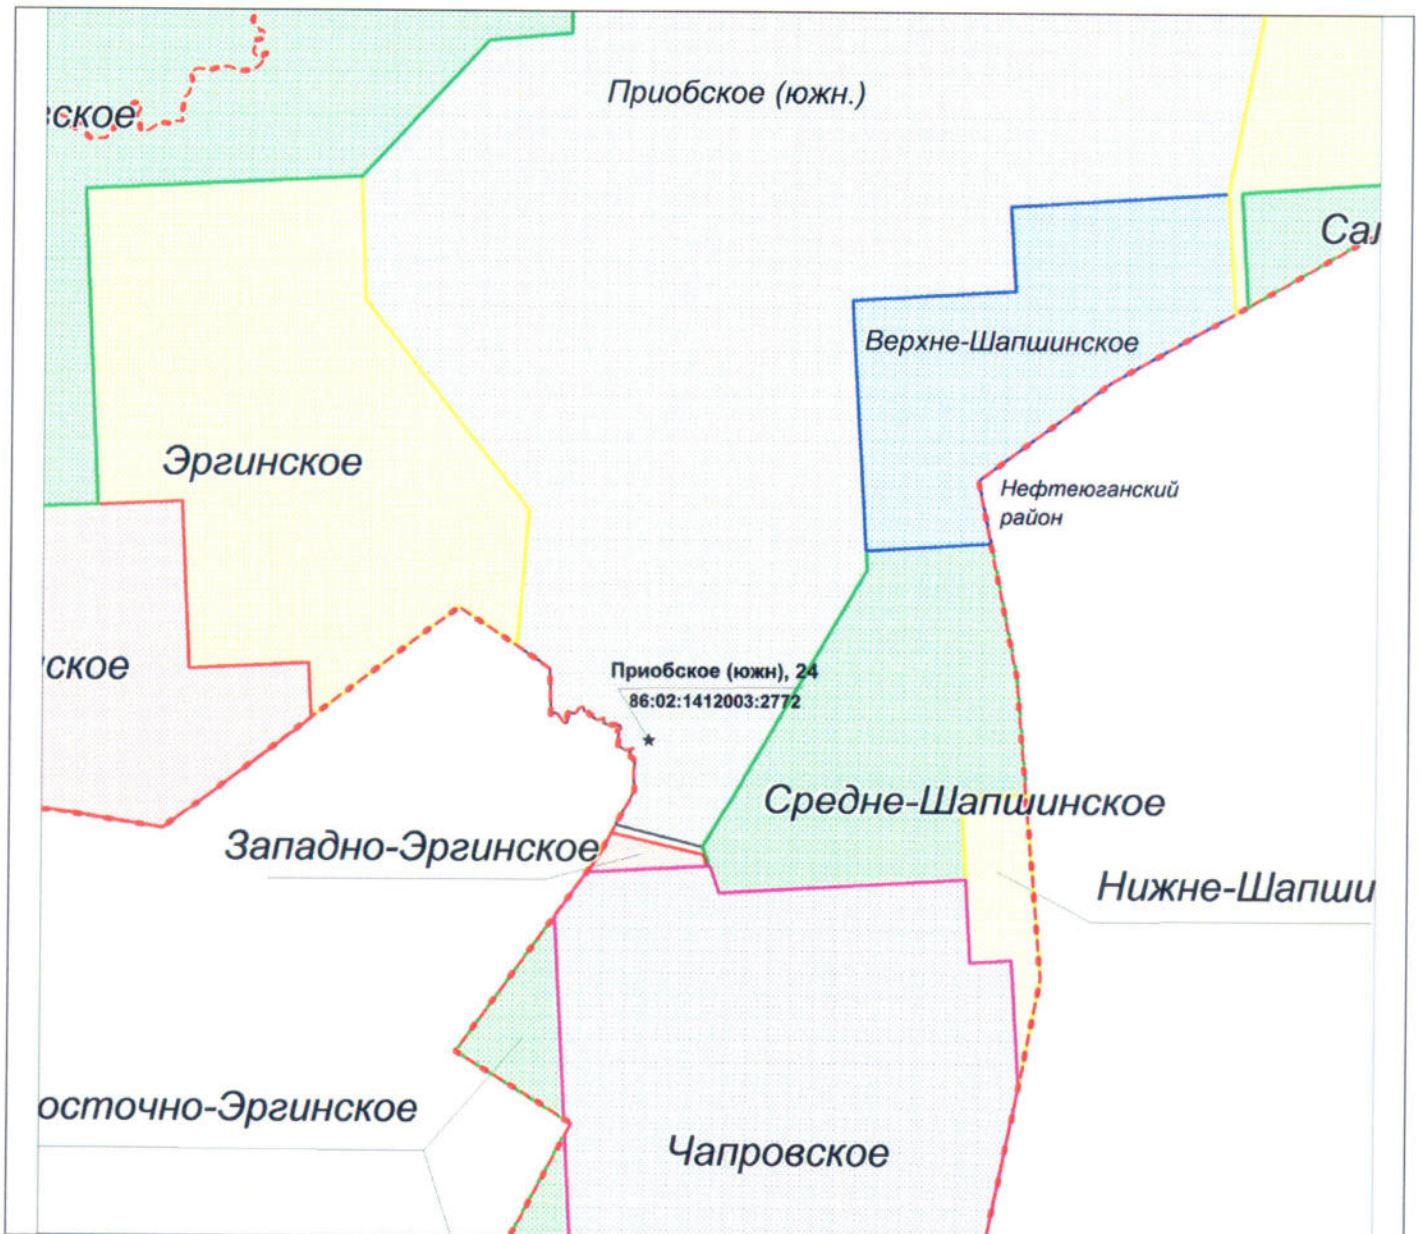 Приобское (южн.)
ское
Сал
Верхне-Шапшинское
Эргинское
Нефтеюганский
район
ское
Приобское (южн), 24
86:02:1412003:2772
Средне-Шапшинское
Западно-Эргинское
Нижне-Шапши
осточно-Эргинское
Чапровское